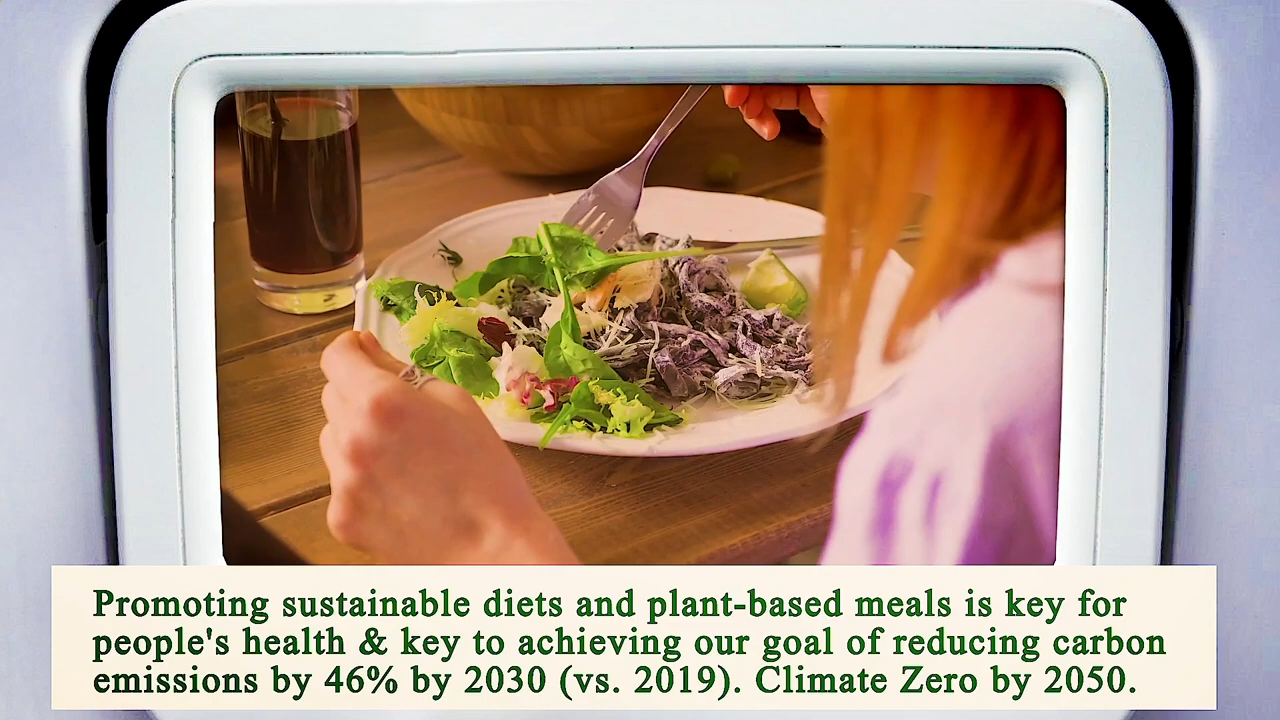 Promoting sustainable diets and plant-based meals is key for
people's health & key to achieving our goal of reducing carbon
emissions by 46% by 2030 (vs. 2019). Climate Zero by 2050.